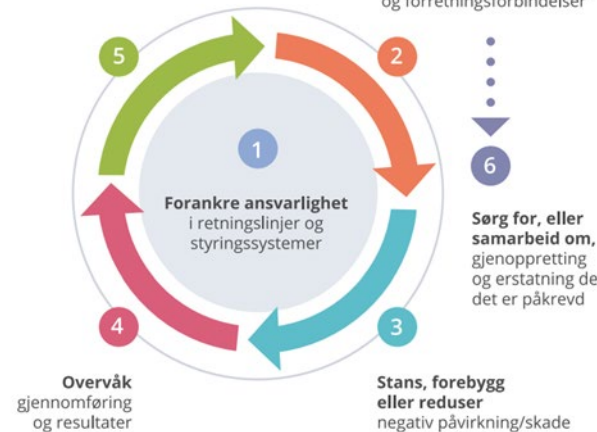 og forretningsforbindelser
5
2
1
6
Forankre ansvarlighet
i retningslinjer og
styringssystemer
Sørg for, eller
samarbeid om,
gjenoppretting
og erstatning de
det er påkrevd
4
3
Overvåk
gjennomføring
og resultater
Stans, forebygg
eller reduser
negativ påvirkning/skade